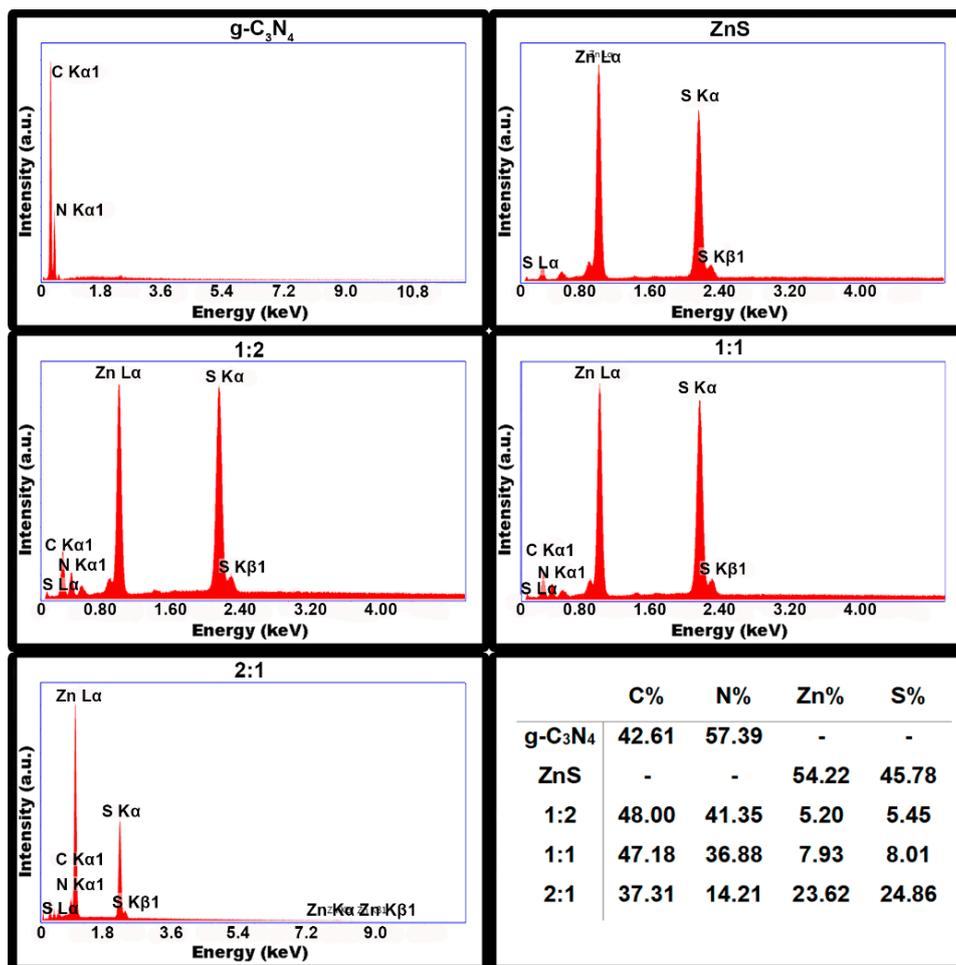 g-C₃N₄
Intensity (a.u.)
C Kα1
N Kα1
0 1.8 3.6 5.4 7.2 9.0 10.8
Energy (keV)
ZnS
Intensity (a.u.)
Zn Lα
S Kα
S Kβ1
S Lα
0 0.80 1.60 2.40 3.20 4.00
Energy (keV)
1:2
Intensity (a.u.)
Zn Lα
S Kα
C Kα1
N Kα1
S Kβ1
S Lα
0 0.80 1.60 2.40 3.20 4.00
Energy (keV)
1:1
Intensity (a.u.)
Zn Lα
S Kα
C Kα1
N Kα1
S Kβ1
S Lα
0 0.80 1.60 2.40 3.20 4.00
Energy (keV)
2:1
Intensity (a.u.)
Zn Lα
S Kα
C Kα1
N Kα1
S Kβ1
S Lα
Zn Kα Zn Kβ1
0 1.8 3.6 7.2 9.0
Energy (keV)
C% N% Zn% S%
g-C₃N₄ 42.61 57.39 - -
ZnS - - 54.22 45.78
1:2 48.00 41.35 5.20 5.45
1:1 47.18 36.88 7.93 8.01
2:1 37.31 14.21 23.62 24.86